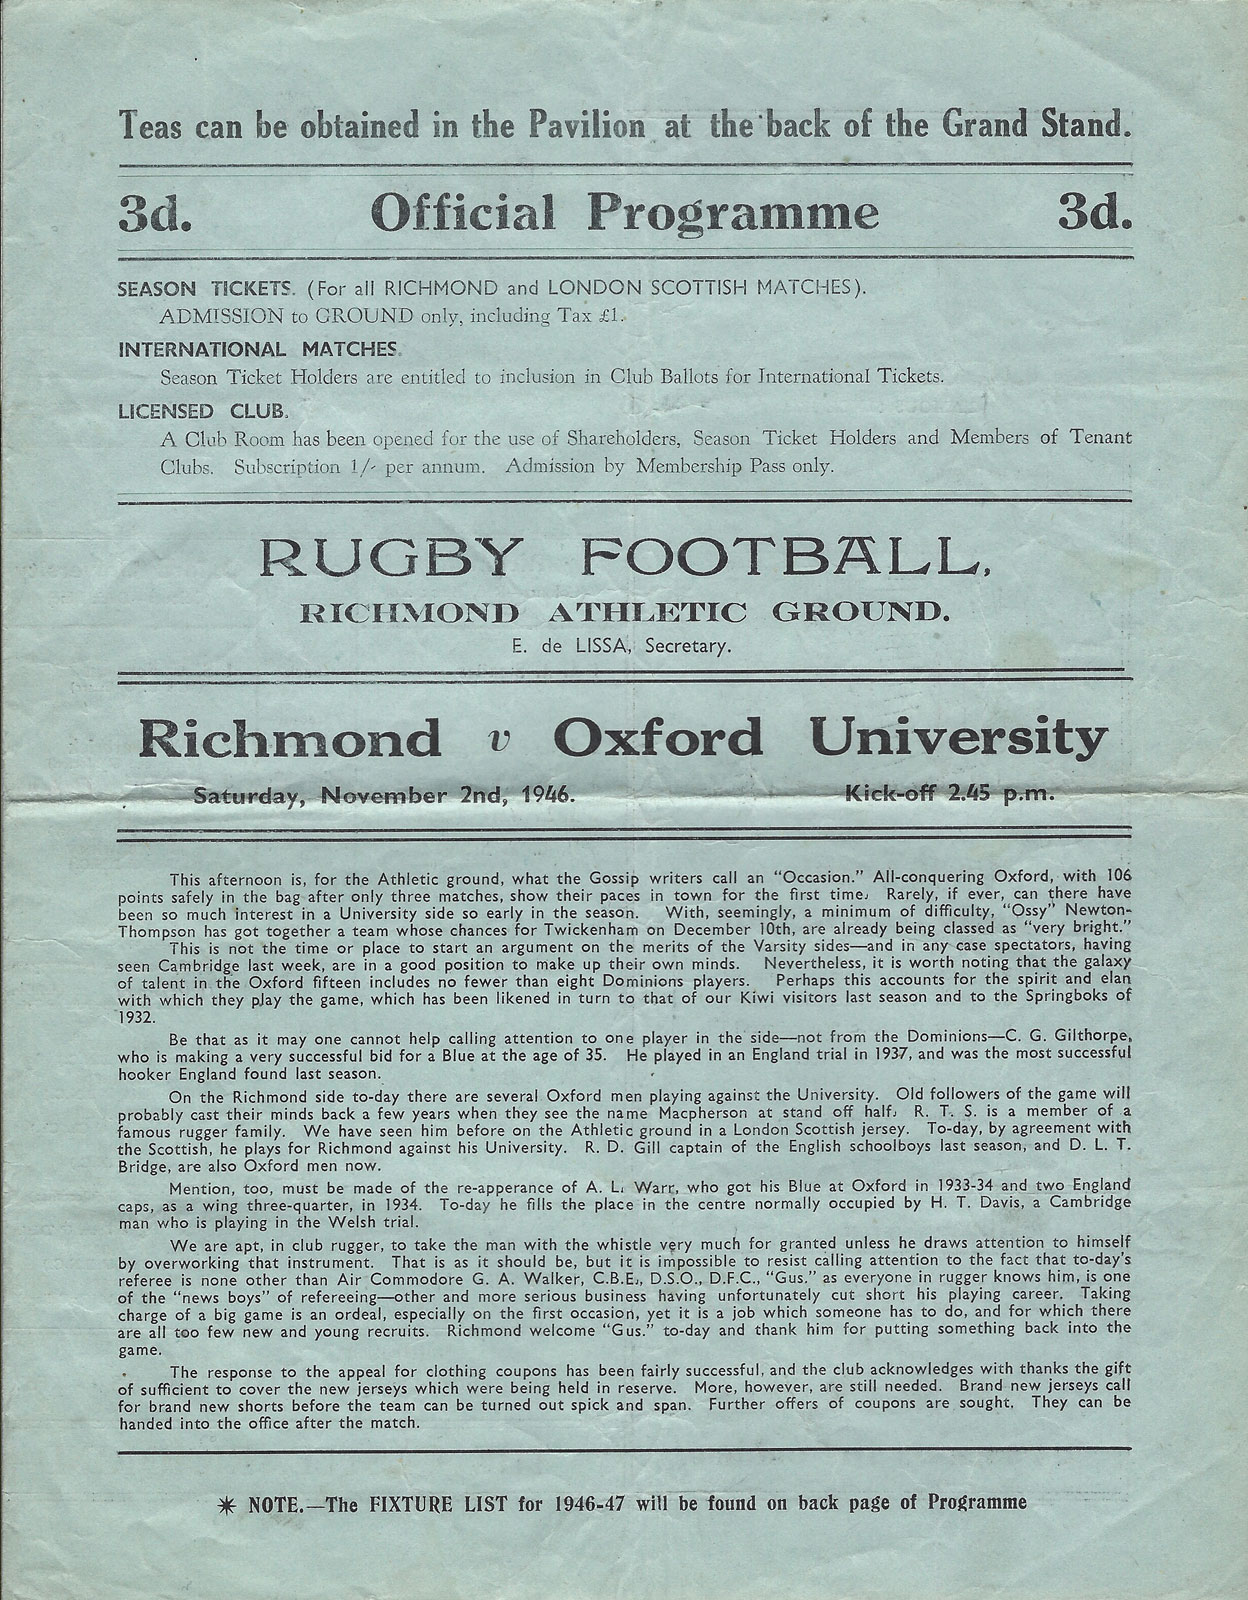 Teas can be obtained in the Pavilion at the back of the Grand Stand.
3d. Official Programme 3d.
SEASON TICKETS. (For all RICHMOND and LONDON SCOTTISH MATCHES).
ADMISSION to GROUND only, including Tax £1.
INTERNATIONAL MATCHES.
Season Ticket Holders are entitled to inclusion in Club Ballots for International Tickets.
LICENSED CLUB.
A Club Room has been opened for the use of Shareholders, Season Ticket Holders and Members of Tenant
Clubs. Subscription 1/- per annum. Admission by Membership Pass only.
RUGBY FOOTBALL,
RICHMOND ATHLETIC GROUND.
E. de LISSA, Secretary.
Richmond v Oxford University
Saturday, November 2nd, 1946. Kick-off 2.45 p.m.
This afternoon is, for the Athletic ground, what the Gossip writers call an "Occasion." All-conquering Oxford, with 106
points safely in the bag after only three matches, show their paces in town for the first time. Rarely, if ever, can there have
been so much interest in a University side so early in the season. With, seemingly, a minimum of difficulty, "Ossy" Newton-
Thompson has got together a team whose chances for Twickenham on December 10th, are already being classed as "very bright."
This is not the time or place to start an argument on the merits of the Varsity sides—and in any case spectators, having
seen Cambridge last week, are in a good position to make up their own minds. Nevertheless, it is worth noting that the galaxy
of talent in the Oxford fifteen includes no fewer than eight Dominions players. Perhaps this accounts for the spirit and elan
with which they play the game, which has been likened in turn to that of our Kiwi visitors last season and to the Springboks of
1932.
Be that as it may one cannot help calling attention to one player in the side—not from the Dominions—C. G. Gilthorpe,
who is making a very successful bid for a Blue at the age of 35. He played in an England trial in 1937, and was the most successful
hooker England found last season.
On the Richmond side to-day there are several Oxford men playing against the University. Old followers of the game will
probably cast their minds back a few years when they see the name Macpherson at stand off half. R. T. S. is a member of a
famous rugger family. We have seen him before on the Athletic ground in a London Scottish jersey. To-day, by agreement with
the Scottish, he plays for Richmond against his University. R. D. Gill captain of the English schoolboys last season, and D. L. T.
Bridge, are also Oxford men now.
Mention, too, must be made of the re-apperance of A. L. Warr, who got his Blue at Oxford in 1933-34 and two England
caps, as a wing three-quarter, in 1934. To-day he fills the place in the centre normally occupied by H. T. Davis, a Cambridge
man who is playing in the Welsh trial.
We are apt, in club rugger, to take the man with the whistle very much for granted unless he draws attention to himself
by overworking that instrument. That is as it should be, but it is impossible to resist calling attention to the fact that to-day's
referee is none other than Air Commodore G. A. Walker, C.B.E., D.S.O., D.F.C., "Gus." as everyone in rugger knows him, is one
of the "news boys" of refereeing—other and more serious business having unfortunately cut short his playing career. Taking
charge of a big game is an ordeal, especially on the first occasion, yet it is a job which someone has to do, and for which there
are all too few new and young recruits. Richmond welcome "Gus." to-day and thank him for putting something back into the
game.
The response to the appeal for clothing coupons has been fairly successful, and the club acknowledges with thanks the gift
of sufficient to cover the new jerseys which were being held in reserve. More, however, are still needed. Brand new jerseys call
for brand new shorts before the team can be turned out spick and span. Further offers of coupons are sought. They can be
handed into the office after the match.
✷ NOTE.—The FIXTURE LIST for 1946-47 will be found on back page of Programme